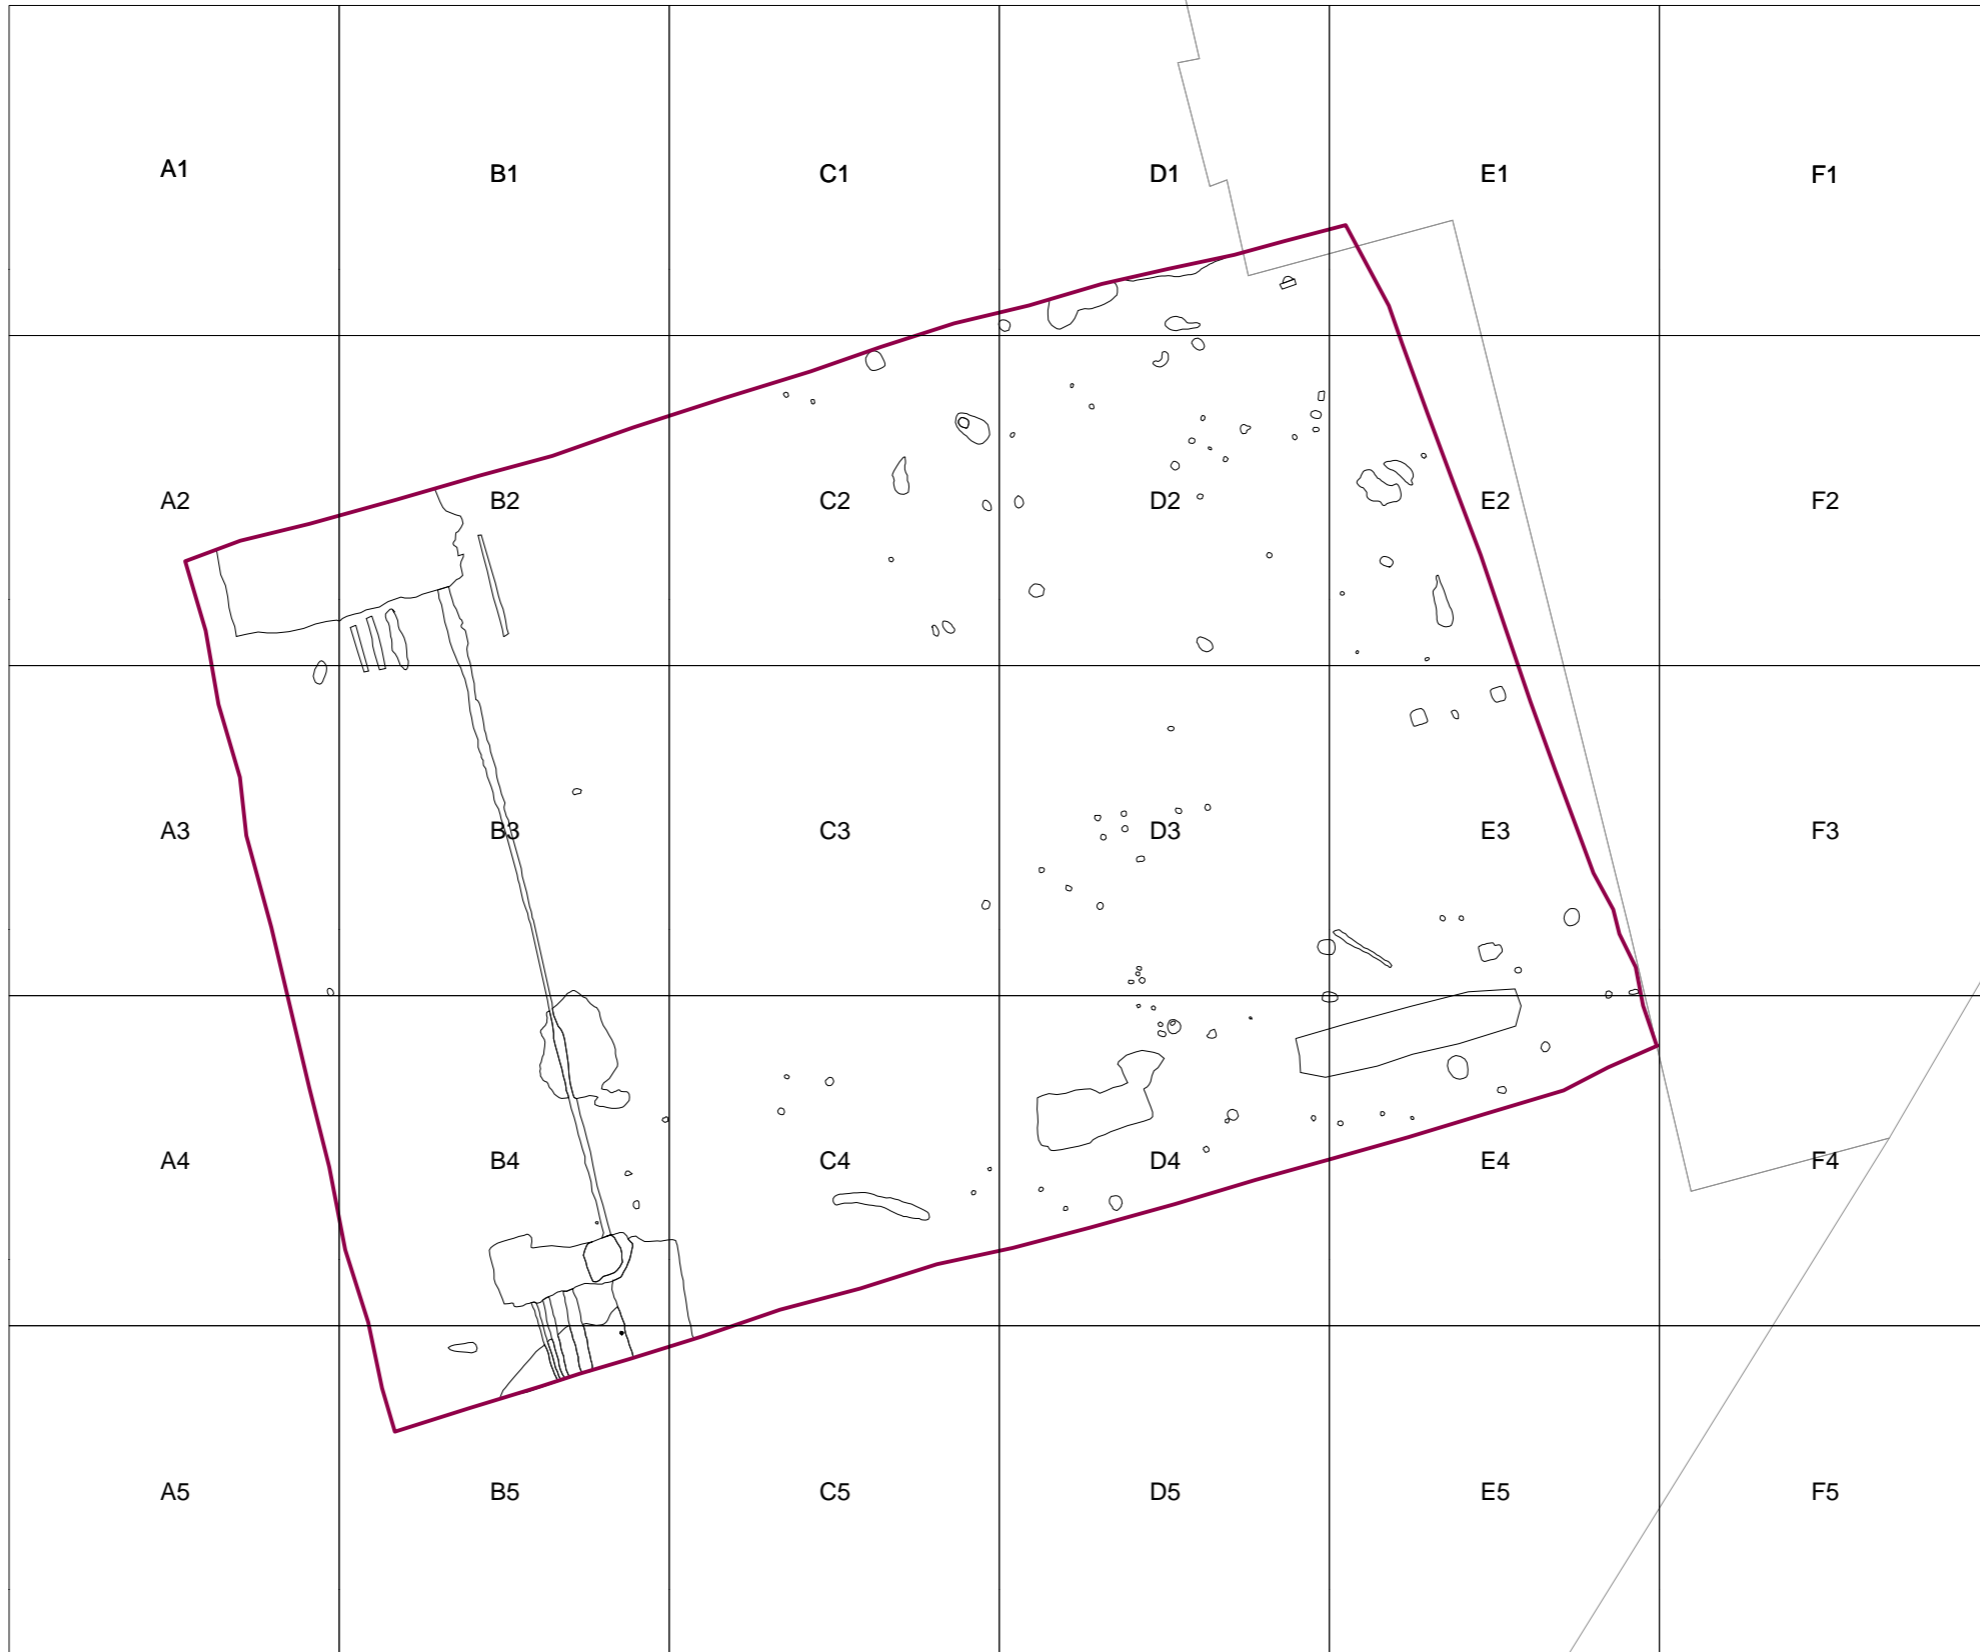 A1 B1 C1 D1 E1 F1
A2 B2 C2 D2 E2 F2
A3 B3 C3 D3 E3 F3
A4 B4 C4 D4 E4 F4
A5 B5 C5 D5 E5 F5